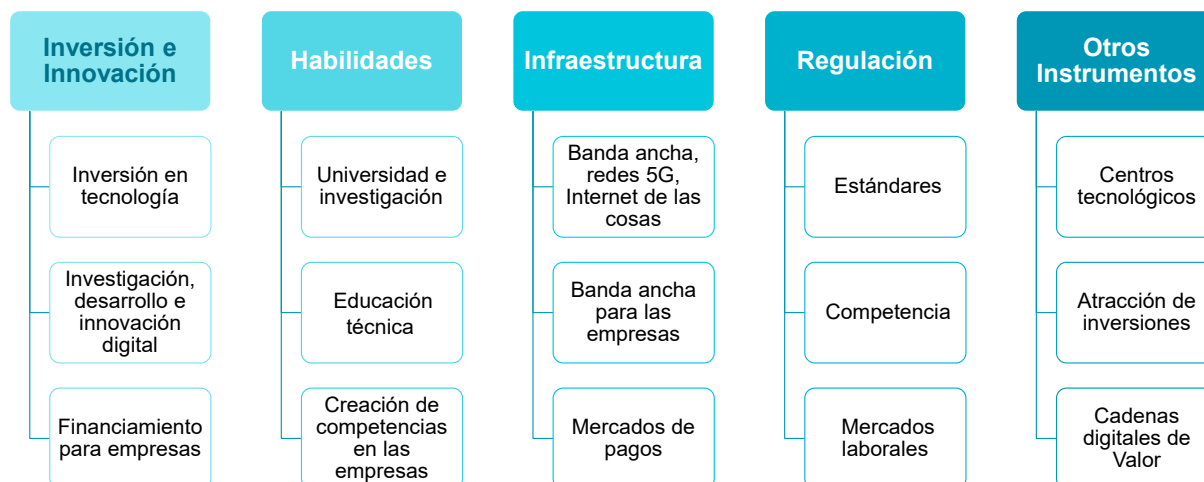 Inversión e
Innovación
Inversión en
tecnología
Investigación,
desarrollo e
innovación
digital
Financiamiento
para empresas
Habilidades
Universidad e
investigación
Educación
técnica
Creación de
competencias
en las
empresas
Infraestructura
Banda ancha,
redes 5G,
Internet de las
cosas
Banda ancha
para las
empresas
Mercados de
pagos
Regulación
Estándares
Competencia
Mercados
laborales
Otros
Instrumentos
Centros
tecnológicos
Atracción de
inversiones
Cadenas
digitales de
Valor